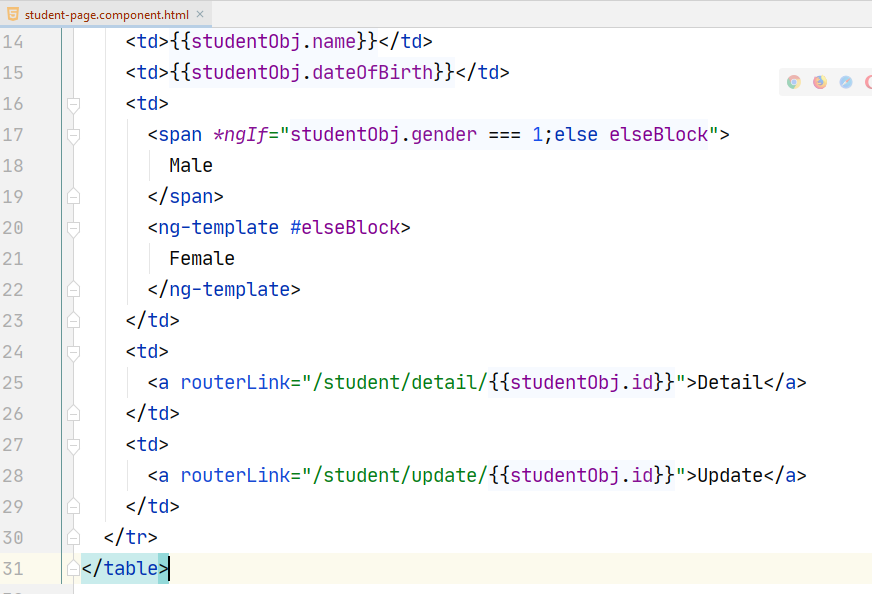 student-page.component.html ×
14 <td>{{studentObj.name}}</td>
15 <td>{{studentObj.dateOfBirth}}</td>
16 <td>
17 <span *ngIf="studentObj.gender === 1;else elseBlock">
18 Male
19 </span>
20 <ng-template #elseBlock>
21 Female
22 </ng-template>
23 </td>
24 <td>
25 <a routerLink="/student/detail/{{studentObj.id}}">Detail</a>
26 </td>
27 <td>
28 <a routerLink="/student/update/{{studentObj.id}}">Update</a>
29 </td>
30 </tr>
31 </table>